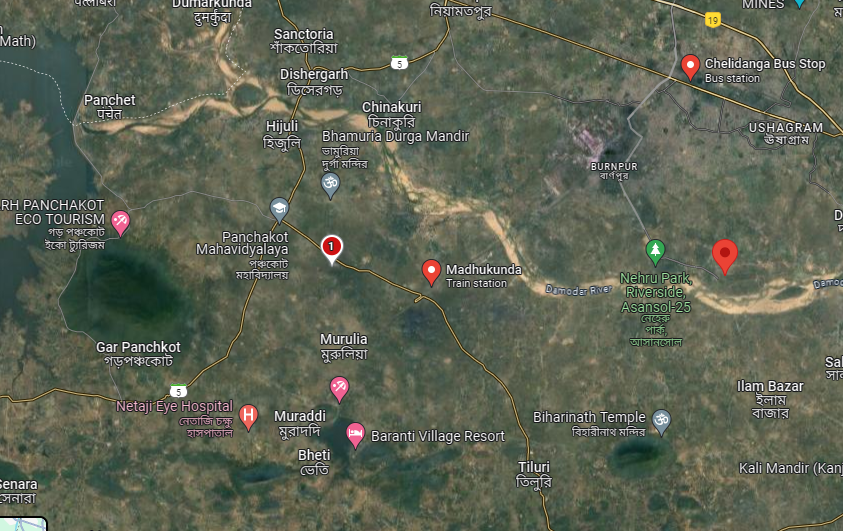 Dumarkunda
দুমর্কুন্ডা
নিয়ামতপুর
MINES
19
Math)
Sanctoria
শাঁকতোরিয়া
5
Chelidanga Bus Stop
Bus station
Dishergarh
ডিসেরগড়
Panchet
পাঞ্চেত
Chinakuri
চিনাকুরি
USHAGRAM
ঊষাগ্রাম
Hijuli
হিজুলি
Bhamuria Durga Mandir
ভামুরিয়া
দুর্গা মন্দির
BURNPUR
বার্ণপুর
RH PANCHAKOT
ECO TOURISM
গড় পঞ্চকোট
ইকো ট্যুরিজম
Panchakot
Mahavidyalaya
পঞ্চকোট
মহাবিদ্যালয়
1
Madhukunda
Train station
Damodar River
Nehru Park,
Riverside,
Asansol-25
নেহেরু
পার্ক,
আসানসোল
Gar Panchkot
গড়পঞ্চকোট
Murulia
মুরুলিয়া
5
Netaji Eye Hospital
নেতাজি চক্ষু
হাসপাতাল
H
Muraddi
মুরাদদি
Baranti Village Resort
Bheti
ভেতি
Biharinath Temple
বিহারীনাথ মন্দির
Ilam Bazar
ইলাম
বাজার
Tiluri
তিলুরি
Kali Mandir (Kanj
Senara
সেনারা